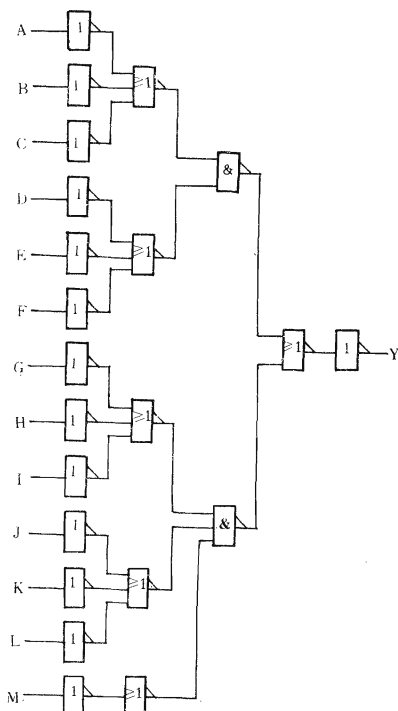 A 1
B 1 ≥1
C 1
&
D 1
E 1 ≥1
F 1
≥1 1 Y
G 1
H 1 ≥1
I 1
&
J 1
K 1 ≥1
L 1
M 1 ≥1